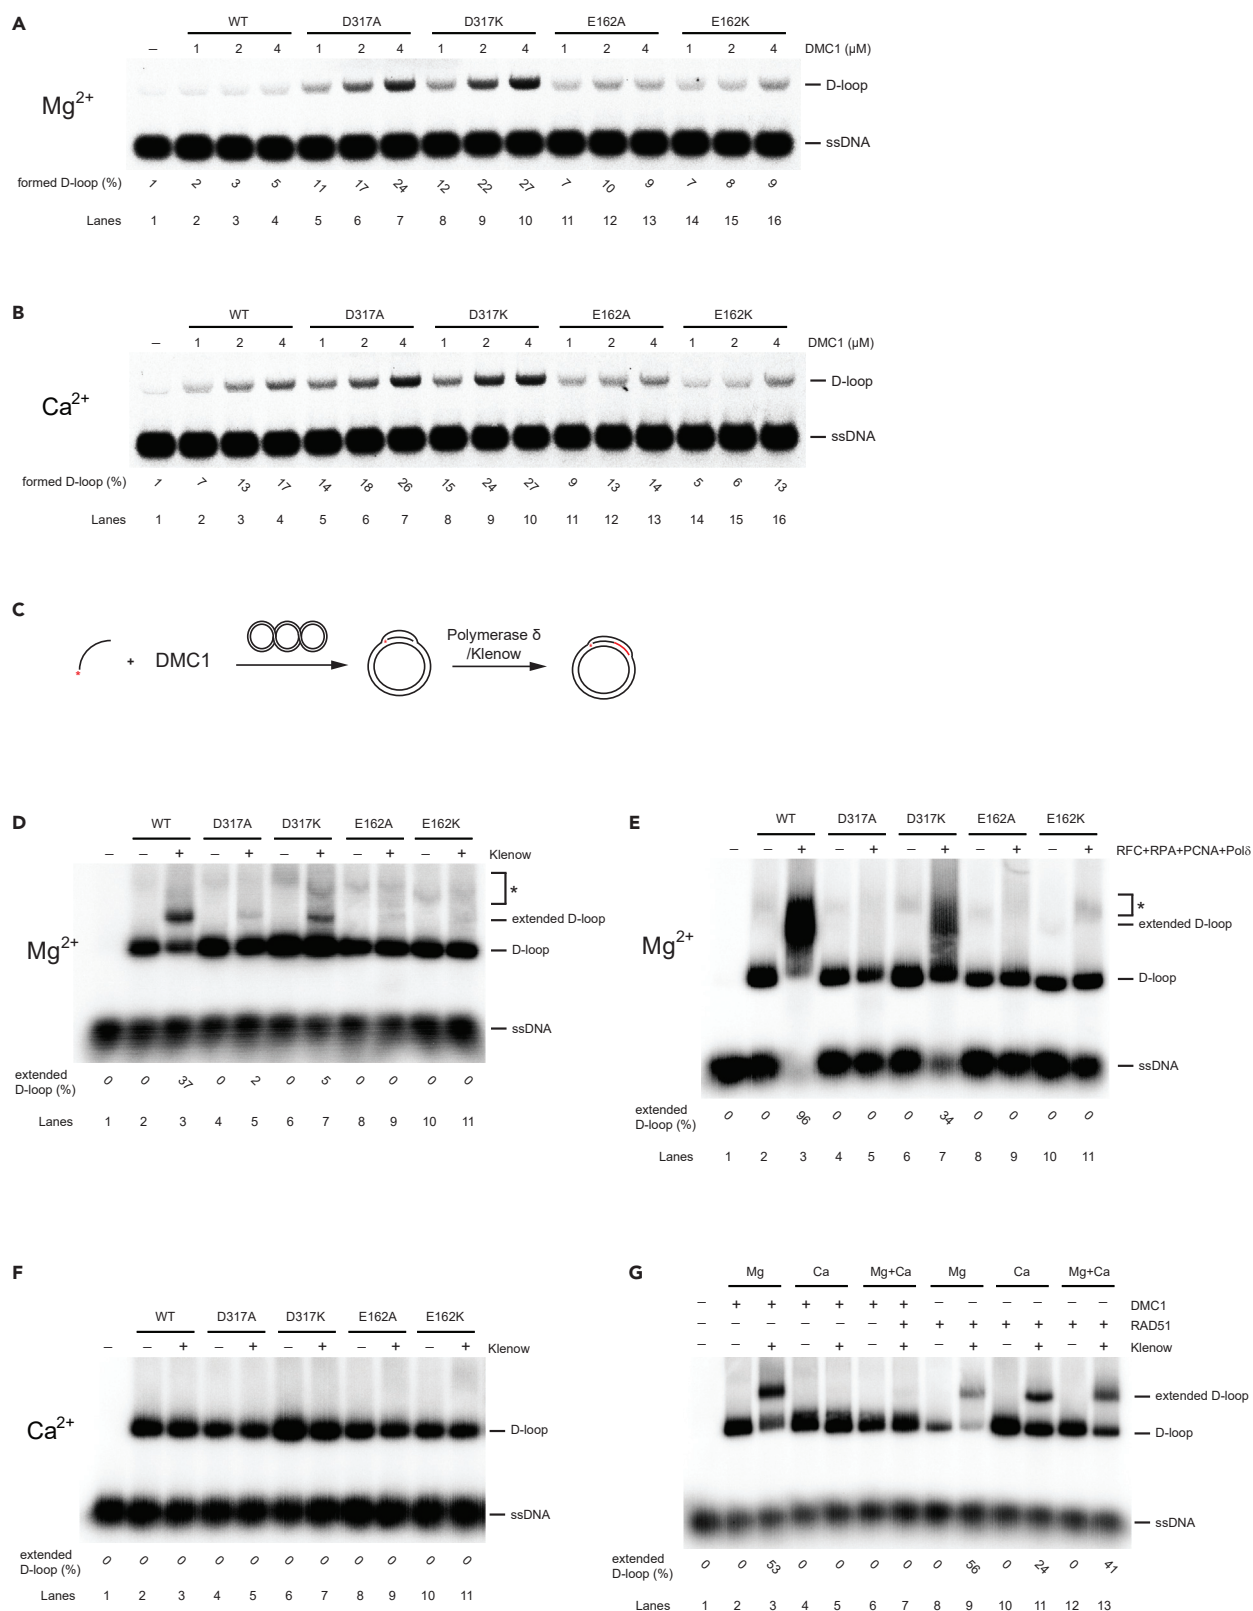 A
WT D317A D317K E162A E162K
– 1 2 4 1 2 4 1 2 4 1 2 4 1 2 4 DMC1 (µM)
Mg2+
D-loop
ssDNA
formed D-loop (%) 1 2 3 5 11 17 24 12 22 27 7 10 9 7 8 9
Lanes 1 2 3 4 5 6 7 8 9 10 11 12 13 14 15 16
B
WT D317A D317K E162A E162K
– 1 2 4 1 2 4 1 2 4 1 2 4 1 2 4 DMC1 (µM)
Ca2+
D-loop
ssDNA
formed D-loop (%) 1 7 13 17 14 18 26 15 24 27 9 13 14 5 6 13
Lanes 1 2 3 4 5 6 7 8 9 10 11 12 13 14 15 16
C
* + DMC1
Polymerase δ
/Klenow
D
WT D317A D317K E162A E162K
– – + – + – + – + – + Klenow
Mg2+
*
extended D-loop
D-loop
ssDNA
extended
D-loop (%) 0 0 37 0 2 0 5 0 0 0 0
Lanes 1 2 3 4 5 6 7 8 9 10 11
E
WT D317A D317K E162A E162K
– – + – + – + – + – + RFC+RPA+PCNA+Polδ
Mg2+
*
extended D-loop
D-loop
ssDNA
extended
D-loop (%) 0 0 96 0 0 0 34 0 0 0 0
Lanes 1 2 3 4 5 6 7 8 9 10 11
F
WT D317A D317K E162A E162K
– – + – + – + – + – + Klenow
Ca2+
D-loop
ssDNA
extended
D-loop (%) 0 0 0 0 0 0 0 0 0 0 0
Lanes 1 2 3 4 5 6 7 8 9 10 11
G
Mg Ca Mg+Ca Mg Ca Mg+Ca
– + + + + + + – – – – – – DMC1
– – – – – – + + + + + + + RAD51
– – + – + – + – + – + – + Klenow
extended D-loop
D-loop
ssDNA
extended
D-loop (%) 0 0 53 0 0 0 0 0 56 0 24 0 41
Lanes 1 2 3 4 5 6 7 8 9 10 11 12 13